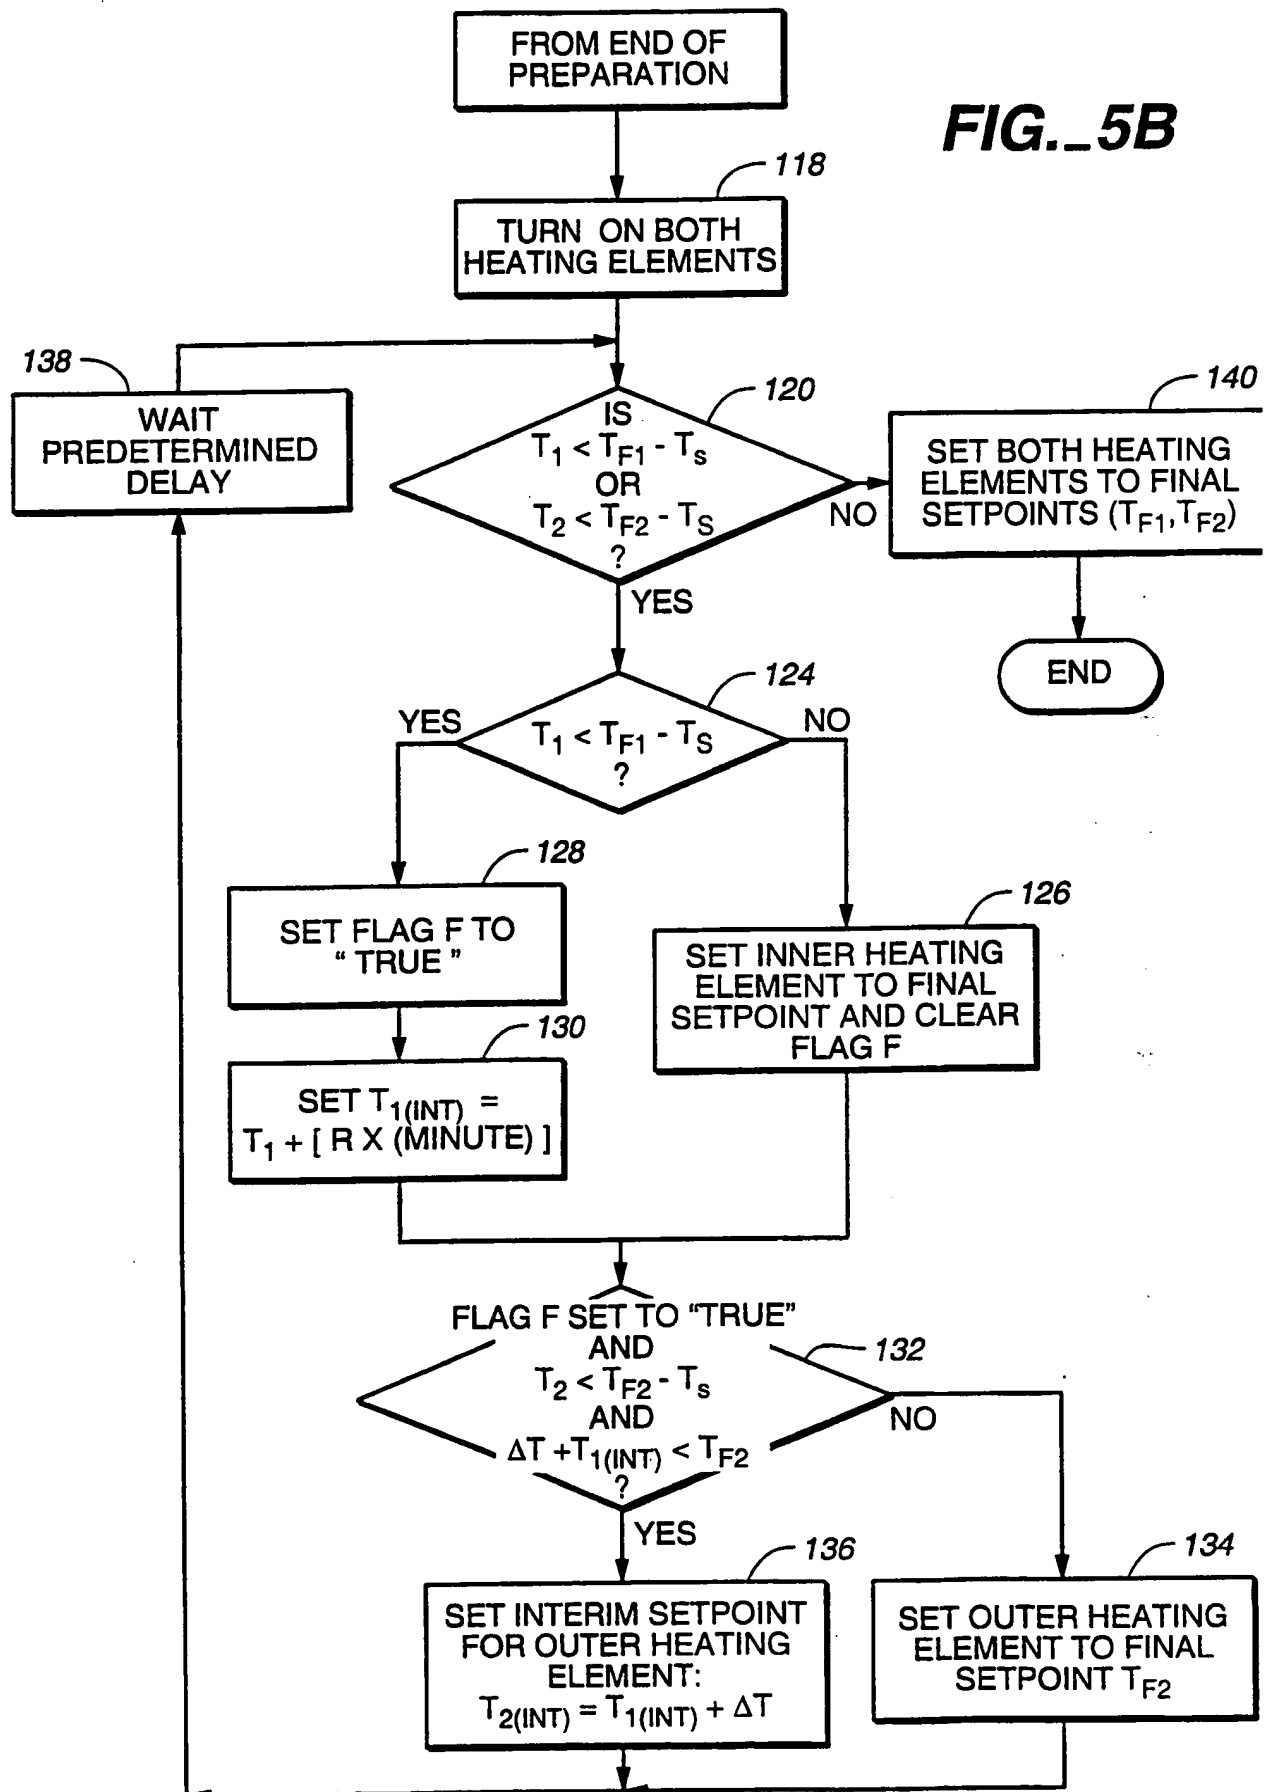 FROM END OF
PREPARATION
FIG._5B
118
TURN ON BOTH
HEATING ELEMENTS
138
WAIT
PREDETERMINED
DELAY
120
IS
T1 < TF1 - Ts
OR
T2 < TF2 - TS
?
NO
YES
140
SET BOTH HEATING
ELEMENTS TO FINAL
SETPOINTS (TF1,TF2)
END
124
YES
T1 < TF1 - TS
?
NO
128
SET FLAG F TO
“ TRUE ”
126
SET INNER HEATING
ELEMENT TO FINAL
SETPOINT AND CLEAR
FLAG F
130
SET T1(INT) =
T1 + [ R X (MINUTE) ]
FLAG F SET TO “TRUE”
AND
T2 < TF2 - Ts
AND
ΔT +T1(INT) < TF2
?
132
NO
YES
136
SET INTERIM SETPOINT
FOR OUTER HEATING
ELEMENT:
T2(INT) = T1(INT) + ΔT
134
SET OUTER HEATING
ELEMENT TO FINAL
SETPOINT TF2